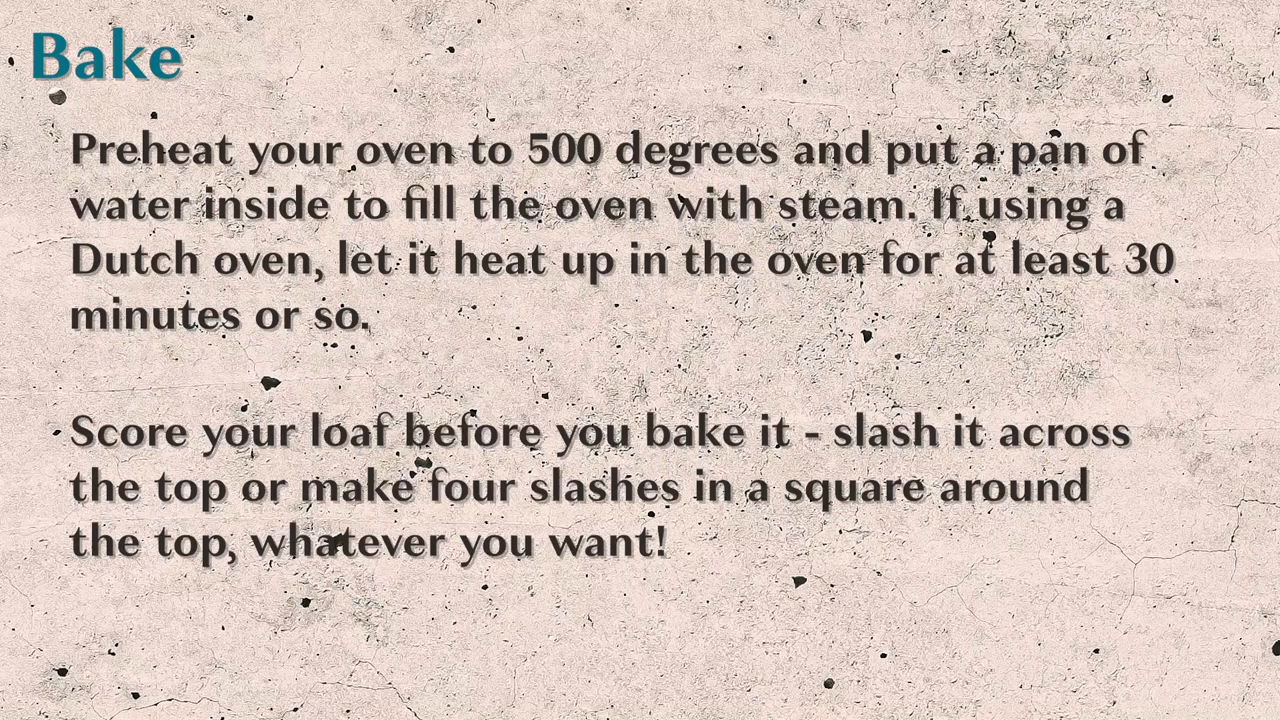 Bake
Preheat your oven to 500 degrees and put a pan of
water inside to fill the oven with steam. If using a
Dutch oven, let it heat up in the oven for at least 30
minutes or so.
Score your loaf before you bake it - slash it across
the top or make four slashes in a square around
the top, whatever you want!